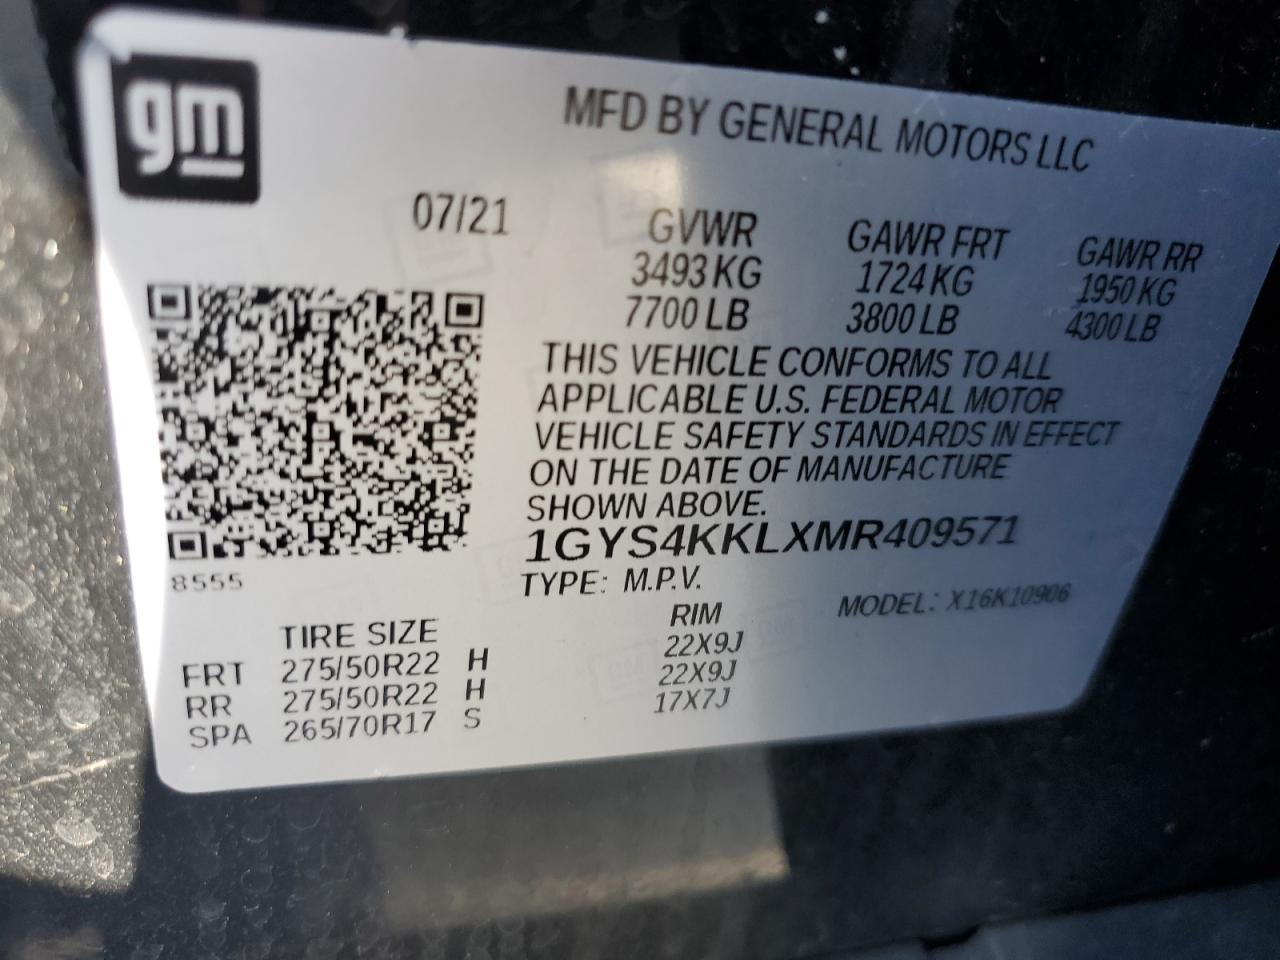 gm
MFD BY GENERAL MOTORS LLC
07/21 GVWR GAWR FRT GAWR RR
3493 KG 1724 KG 1950 KG
7700 LB 3800 LB 4300 LB
THIS VEHICLE CONFORMS TO ALL
APPLICABLE U.S. FEDERAL MOTOR
VEHICLE SAFETY STANDARDS IN EFFECT
ON THE DATE OF MANUFACTURE
SHOWN ABOVE.
1GYS4KKLXMR409571
8555
TYPE: M.P.V. MODEL: X16K10906
TIRE SIZE RIM
FRT 275/50R22 H 22X9J
RR 275/50R22 H 22X9J
SPA 265/70R17 S 17X7J